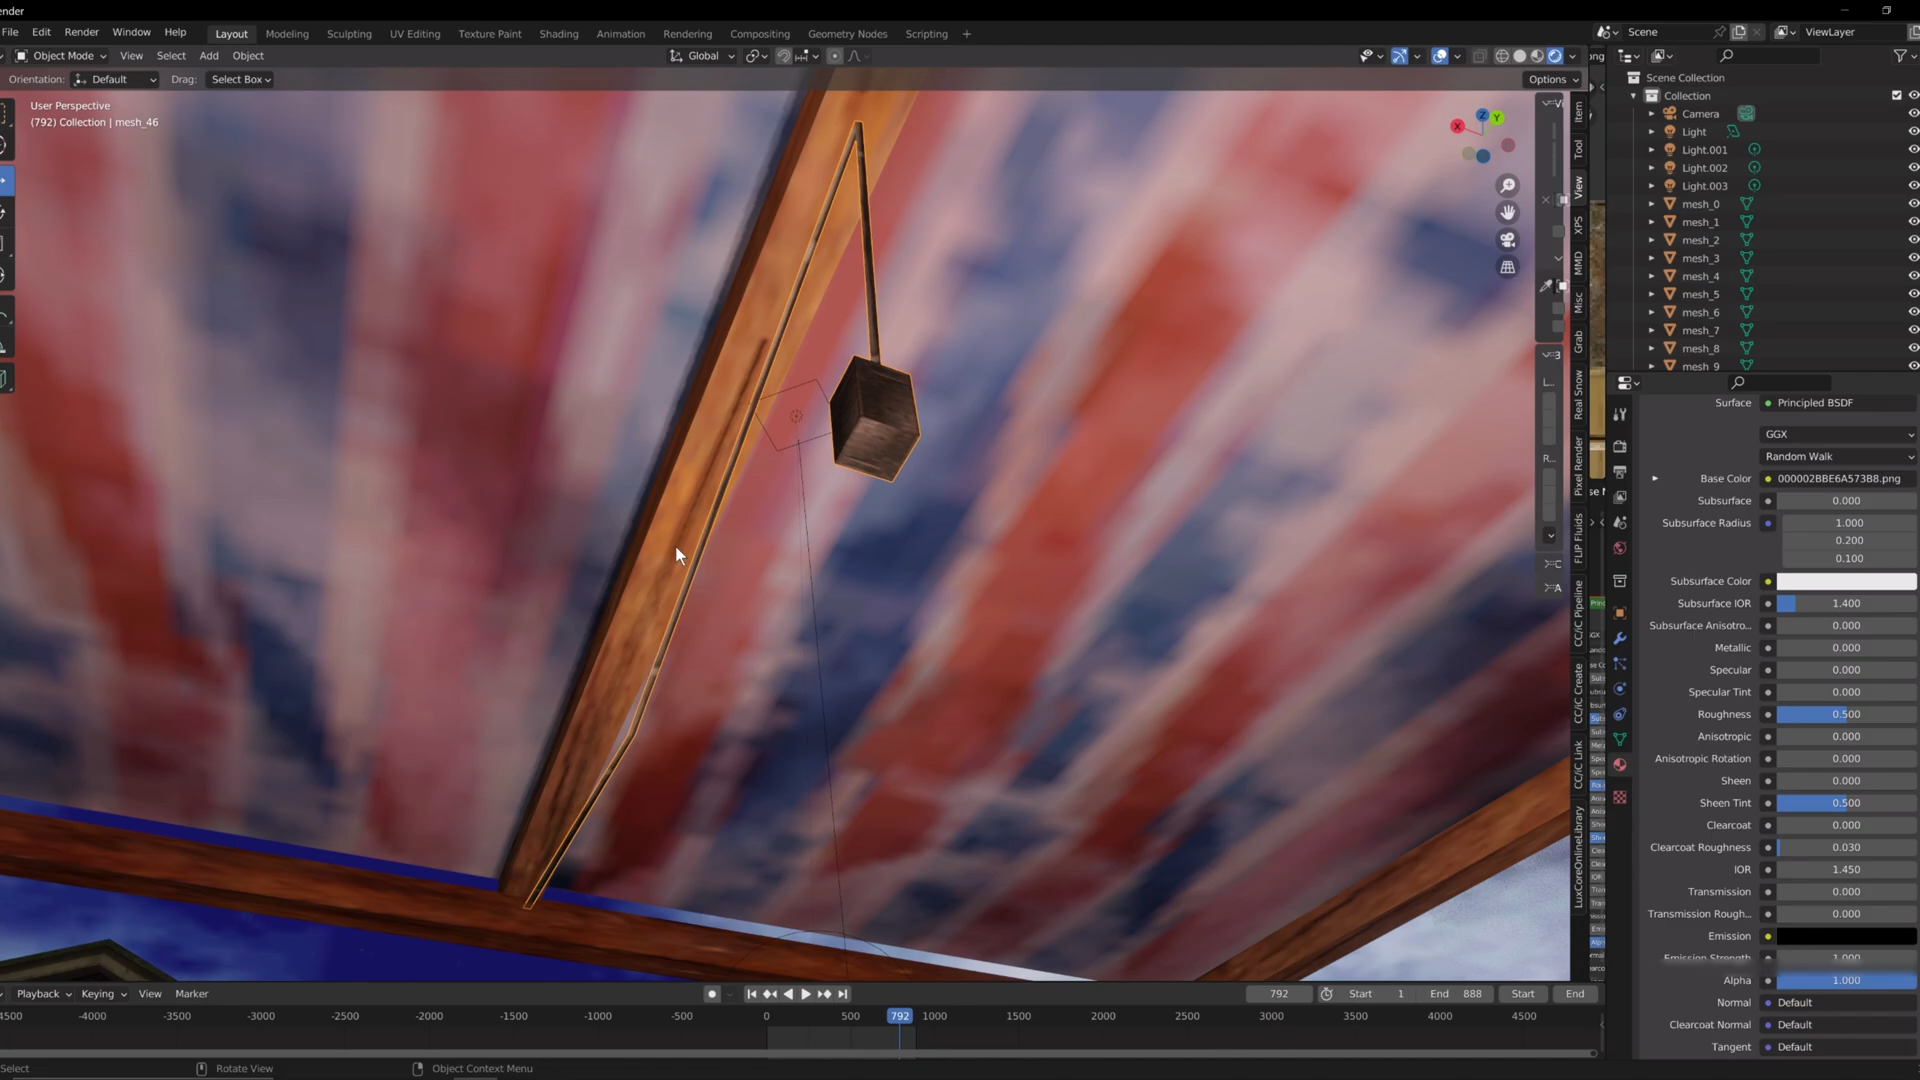 ender
File Edit Render Window Help Layout Modeling Sculpting UV Editing Texture Paint Shading Animation Rendering Compositing Geometry Nodes Scripting + Scene ViewLayer
Object Mode View Select Add Object Global
Orientation: Default Drag: Select Box Options
User Perspective
(792) Collection | mesh_46
X Y Z
Item
Tool
View
XPS
MMD
Misc
Grab
Real Snow
Pixel Render
FLIP Fluids
CC/iC Pipeline
CC/iC Create
CC/iC Link
LuxCoreOnlineLibrary
Scene Collection
Collection
Camera
Light
Light.001
Light.002
Light.003
mesh_0
mesh_1
mesh_2
mesh_3
mesh_4
mesh_5
mesh_6
mesh_7
mesh_8
mesh_9
Surface Principled BSDF
GGX
Random Walk
Base Color 000002BBE6A573B8.png
Subsurface 0.000
Subsurface Radius 1.000
0.200
0.100
Subsurface Color
Subsurface IOR 1.400
Subsurface Anisotro... 0.000
Metallic 0.000
Specular 0.000
Specular Tint 0.000
Roughness 0.500
Anisotropic 0.000
Anisotropic Rotation 0.000
Sheen 0.000
Sheen Tint 0.500
Clearcoat 0.000
Clearcoat Roughness 0.030
IOR 1.450
Transmission 0.000
Transmission Rough... 0.000
Emission
Emission Strength 1.000
Alpha 1.000
Normal Default
Clearcoat Normal Default
Tangent Default
Playback Keying View Marker 792 Start 1 End 888 Start End
4500 -4000 -3500 -3000 -2500 -2000 -1500 -1000 -500 0 500 792 1000 1500 2000 2500 3000 3500 4000 4500
Select Rotate View Object Context Menu